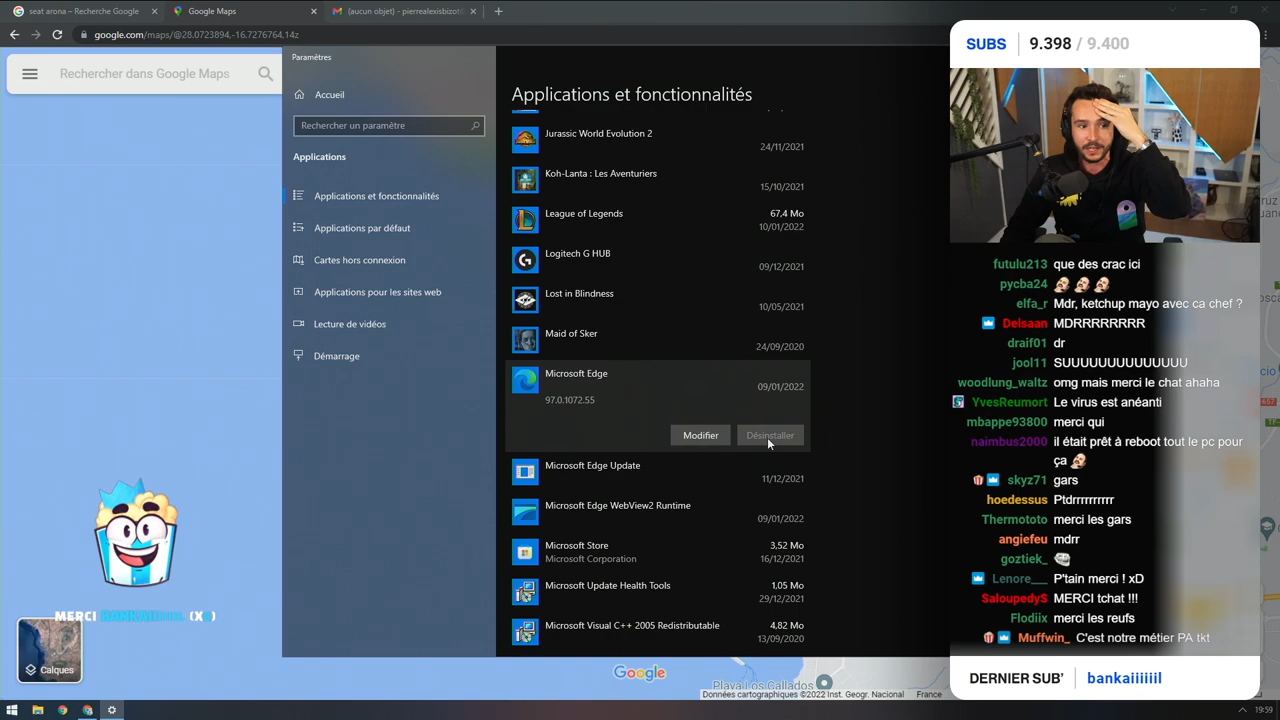 seat arona – Recherche Google
Google Maps
(aucun objet) - pierrealexisbizot
google.com/maps/@28.0723894,-16.7276764,14z
Rechercher dans Google Maps
Paramètres
Accueil
Rechercher un paramètre
Applications
Applications et fonctionnalités
Applications par défaut
Cartes hors connexion
Applications pour les sites web
Lecture de vidéos
Démarrage
Applications et fonctionnalités
Jurassic World Evolution 2
24/11/2021
Koh-Lanta : Les Aventuriers
15/10/2021
League of Legends
67,4 Mo
10/01/2022
Logitech G HUB
09/12/2021
Lost in Blindness
10/05/2021
Maid of Sker
24/09/2020
Microsoft Edge
09/01/2022
97.0.1072.55
Modifier
Désinstaller
Microsoft Edge Update
11/12/2021
Microsoft Edge WebView2 Runtime
09/01/2022
Microsoft Store
3,52 Mo
Microsoft Corporation
16/12/2021
Microsoft Update Health Tools
1,05 Mo
29/12/2021
Microsoft Visual C++ 2005 Redistributable
4,82 Mo
13/09/2020
SUBS 9.398 / 9.400
futulu213 que des crac ici
pycba24
elfa_r Mdr, ketchup mayo avec ca chef ?
Deisaan MDRRRRRRRR
draif01 dr
jool11 SUUUUUUUUUUUUUU
woodlung_waltz omg mais merci le chat ahaha
YvesReumort Le virus est anéanti
mbappe93800 merci qui
naimbus2000 il était prêt à reboot tout le pc pour
ça
skyz71 gars
hoedessus Ptdrrrrrrrrr
Thermototo merci les gars
angiefeu mdrr
goztiek_
Lenore___ P'tain merci ! xD
SaloupedyS MERCI tchat !!!
Flodiix merci les reufs
Muffwin_ C'est notre métier PA tkt
DERNIER SUB' bankaiiiiiil
MERCI
Calques
Google
Playa Los Callados
Données cartographiques ©2022 Inst. Geogr. Nacional France
19:59